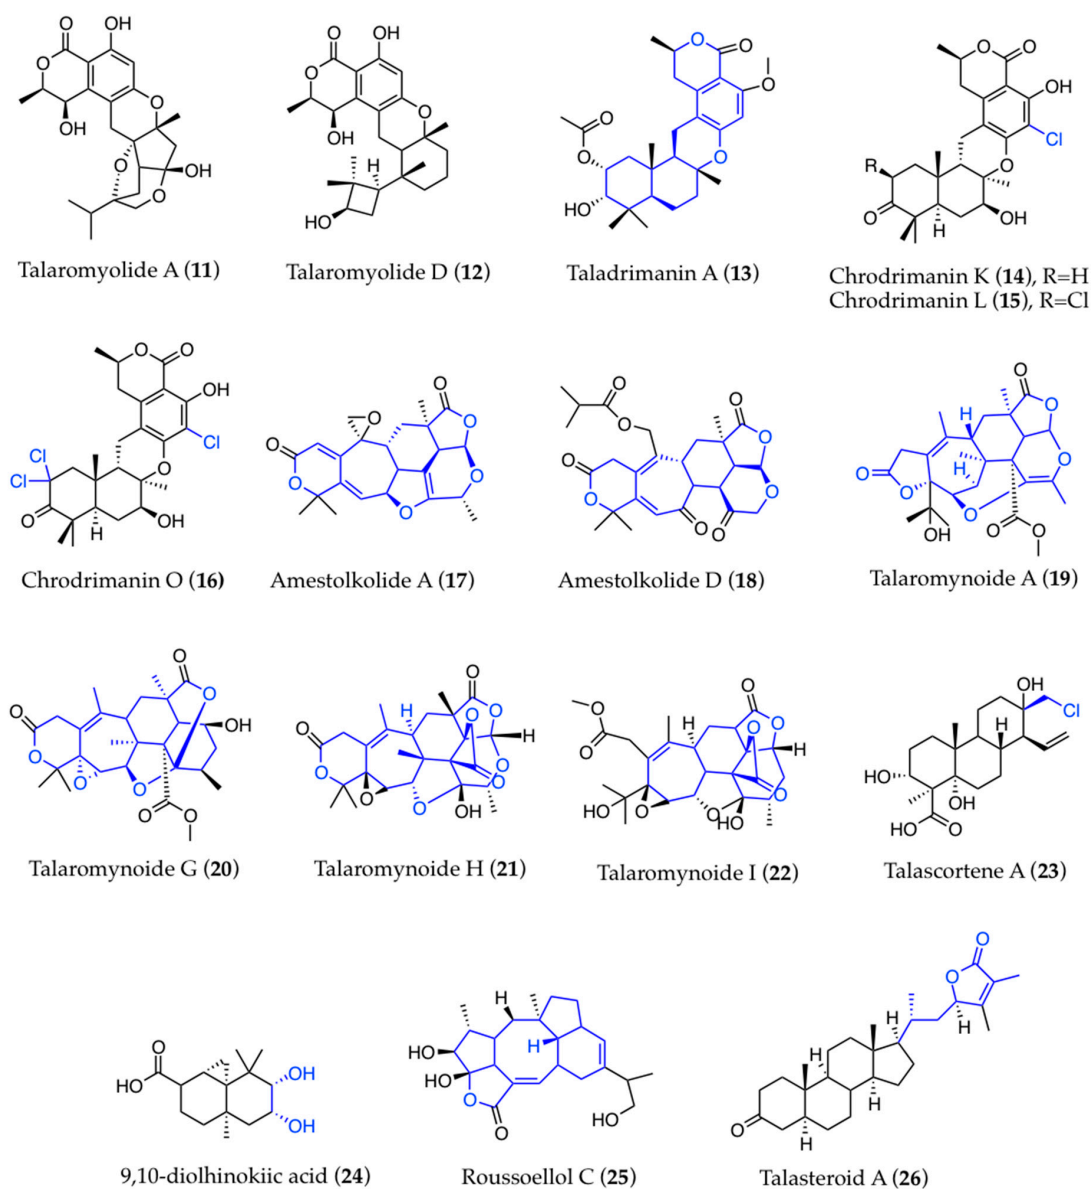 O
OH
O
O
OH
O
OH
O
Talaromyolide A (11)
O
OH
O
O
OH
H
HO
Talaromyolide D (12)
O
O
O
O
O
O
HO
Taladrimanin A (13)
O
O
OH
Cl
R
O
O
H
OH
Chrodrimanin K (14), R=H
Chrodrimanin L (15), R=Cl
O
O
OH
Cl
Cl
Cl
O
O
H
OH
Chrodrimanin O (16)
O
O
O
O
O
O
O
Amestolkolide A (17)
O
O
O
O
O
O
O
O
O
Amestolkolide D (18)
O
O
H
H
O
O
O
O
OH
O
O
Talaromynoide A (19)
O
O
O
OH
O
O
O
O
O
Talaromynoide G (20)
O
O
H
O
O
H
O
O
O
O
O
OH
Talaromynoide H (21)
O
O
O
H
O
O
H
O
O
HO
O
O
HO
Talaromynoide I (22)
OH
Cl
H
HO
OH
HO
O
Talascortene A (23)
O
HO
OH
OH
9,10-diolhinokiic acid (24)
H
H
HO
HO
O
O
HO
Roussoellol C (25)
O
O
H
H
H
H
O
H
Talasteroid A (26)